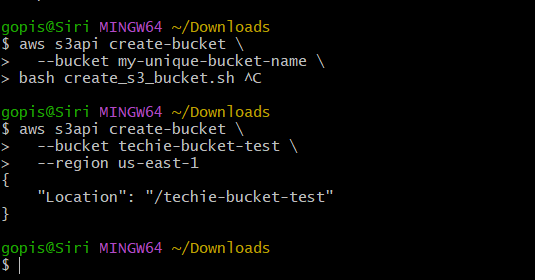 gopis@Siri MINGW64 ~/Downloads
$ aws s3api create-bucket \
>   --bucket my-unique-bucket-name \
> bash create_s3_bucket.sh ^C
gopis@Siri MINGW64 ~/Downloads
$ aws s3api create-bucket \
>   --bucket techie-bucket-test \
>   --region us-east-1
{
    "Location": "/techie-bucket-test"
}
gopis@Siri MINGW64 ~/Downloads
$